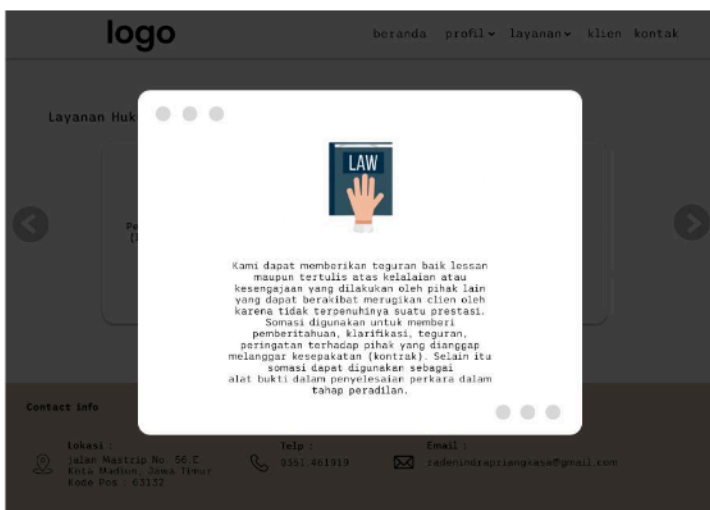 logo
beranda profil layanan klien kontak
Layanan Huk
LAW
Kami dapat memberikan teguran baik lessan
maupun tertulis atas kelalaian atau
kesengajaan yang dilakukan oleh pihak lain
yang dapat berakibat merugikan clien oleh
karena tidak terpenuhinya suatu prestasi.
Somasi digunakan untuk memberi
pemberitahuan, klarifikasi, teguran,
peringatan terhadap pihak yang dianggap
melanggar kesepakatan (kontrak). Selain itu
somasi dapat digunakan sebagai
alat bukti dalam penyelesaian perkara dalam
tahap peradilan.
Contact Info
Lokasi :
jalan Mastrip No. 56.E
Kota Madiun, Jawa Timur
Kode Pos : 63132
Telp :
0351.461919
Email :
radenindrapriangkasa@gmail.com